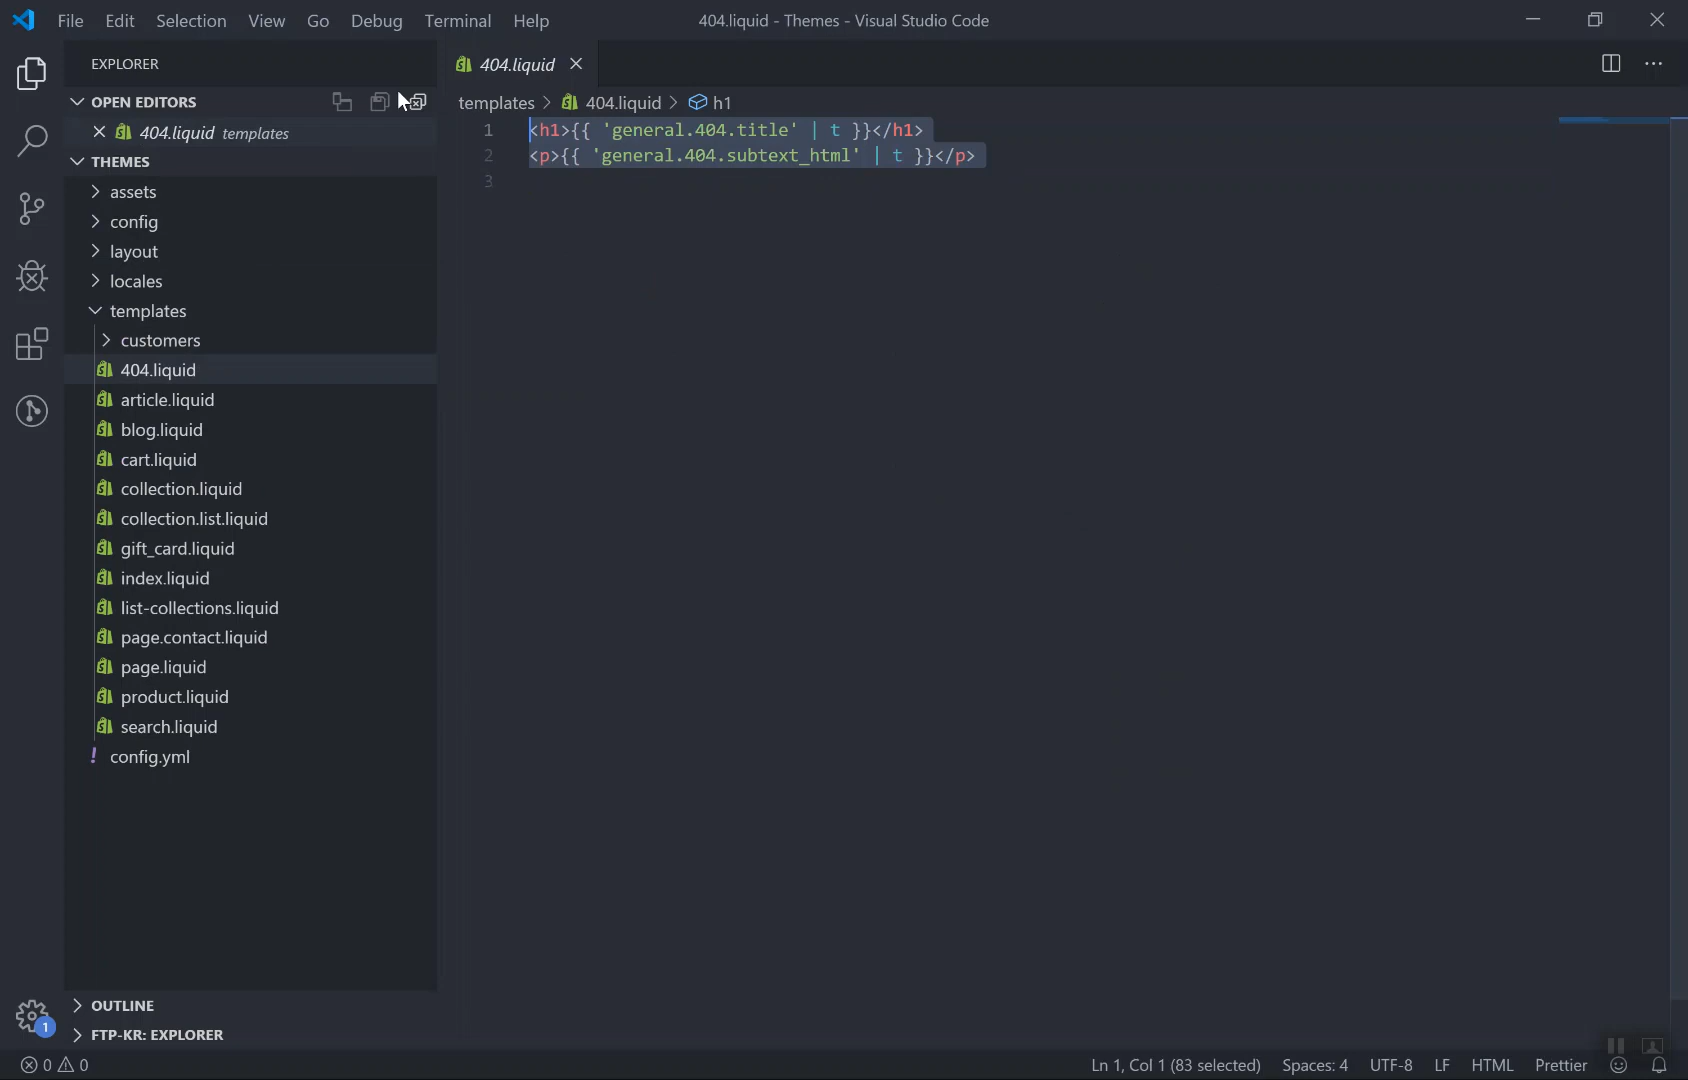 File Edit Selection View Go Debug Terminal Help 404.liquid - Themes - Visual Studio Code
EXPLORER
404.liquid
OPEN EDITORS
404.liquid templates
templates > 404.liquid > h1
THEMES
assets
config
layout
locales
templates
customers
404.liquid
article.liquid
blog.liquid
cart.liquid
collection.liquid
collection.list.liquid
gift_card.liquid
index.liquid
list-collections.liquid
page.contact.liquid
page.liquid
product.liquid
search.liquid
! config.yml
1 <h1>{{ 'general.404.title' | t }}</h1>
2 <p>{{ 'general.404.subtext_html' | t }}</p>
3
OUTLINE
FTP-KR: EXPLORER
1
0 0 Ln 1, Col 1 (83 selected) Spaces: 4 UTF-8 LF HTML Prettier